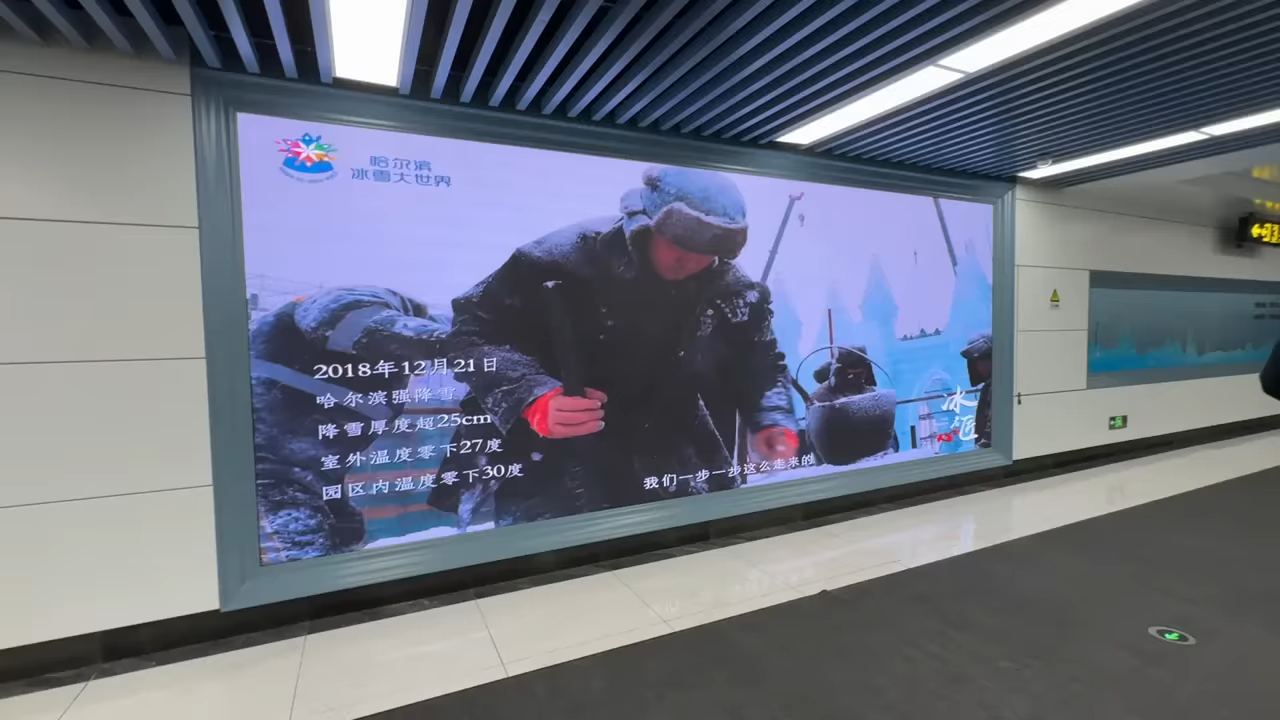 哈尔滨
冰雪大世界
2018年12月21日
哈尔滨强降雪
降雪厚度超25cm
室外温度零下27度
园区内温度零下30度
我们一步一步这么走来的
冰
心匠